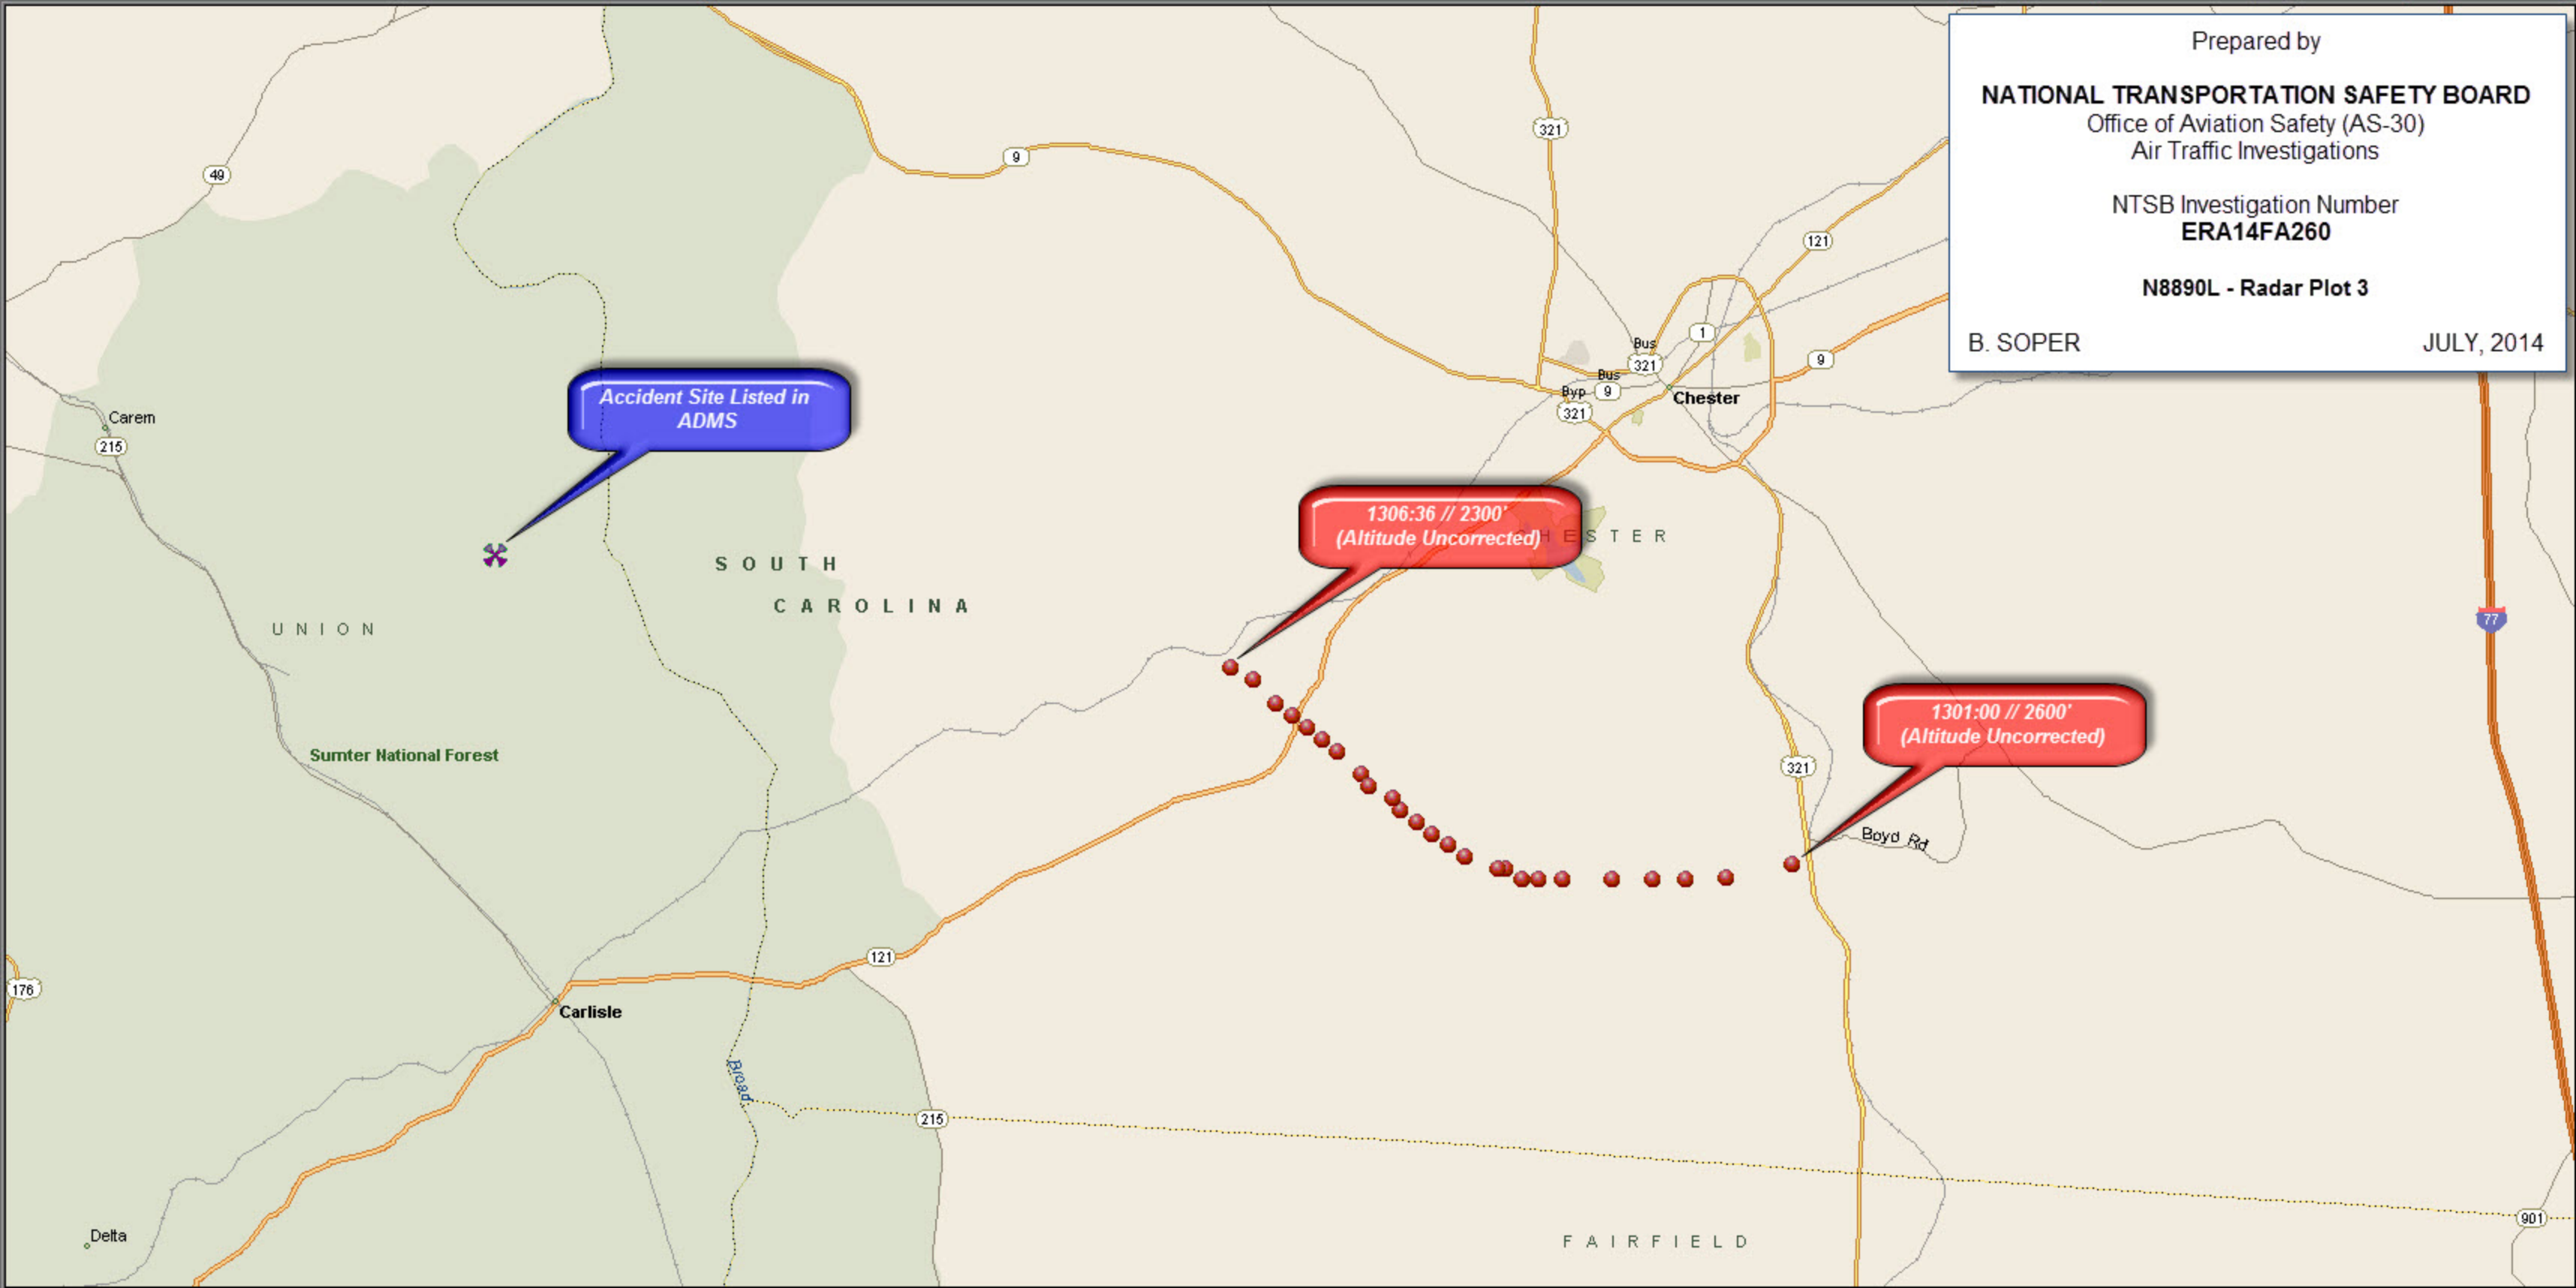 Prepared by
NATIONAL TRANSPORTATION SAFETY BOARD
Office of Aviation Safety (AS-30)
Air Traffic Investigations
NTSB Investigation Number
ERA14FA260
N8890L - Radar Plot 3
B. SOPER
JULY, 2014
321
9
49
121
1
Bus
321
9
Bus
9
Byp
321
Chester
Accident Site Listed in
ADMS
Carem
215
1306:36 // 2300'
(Altitude Uncorrected)
HESTER
SOUTH
CAROLINA
UNION
77
1301:00 // 2600'
(Altitude Uncorrected)
Sumter National Forest
321
Boyd Rd
121
176
Carlisle
Broad
215
901
Delta
FAIRFIELD